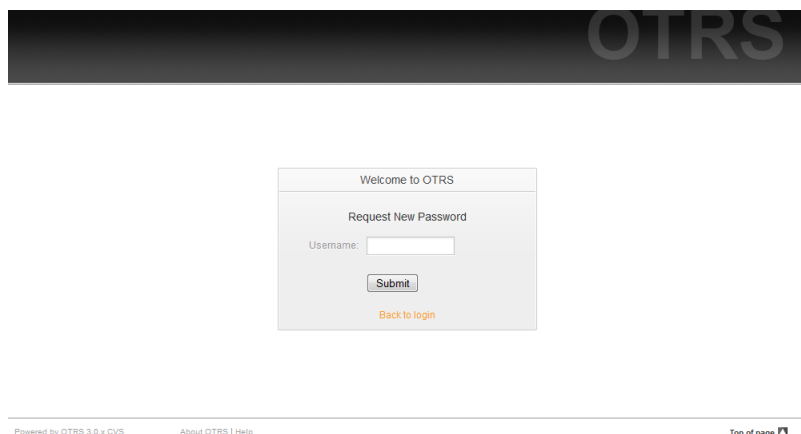 OTRS
Welcome to OTRS
Request New Password
Username:
Submit
Back to login
Powered by OTRS 3.0.x CVS About OTRS | Help Top of page